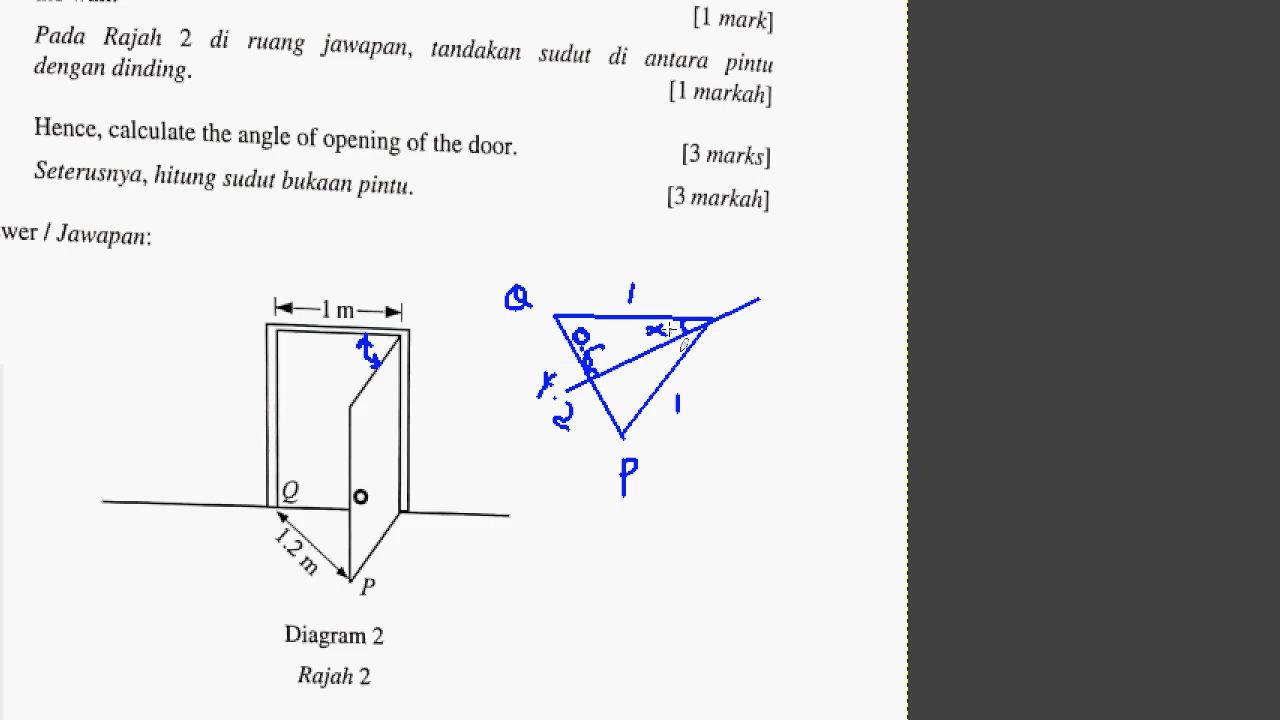 [1 mark]
Pada Rajah 2 di ruang jawapan, tandakan sudut di antara pintu
dengan dinding.
[1 markah]
Hence, calculate the angle of opening of the door. [3 marks]
Seterusnya, hitung sudut bukaan pintu. [3 markah]
wer / Jawapan:
1 m
Q
1.2 m
P
Diagram 2
Rajah 2
Q
1
0.6
x
1.2
1
P